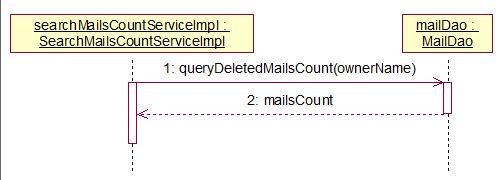 searchMailsCountServiceImpl :
SearchMailsCountServiceImpl
mailDao :
MailDao
1: queryDeletedMailsCount(ownerName)
2: mailsCount